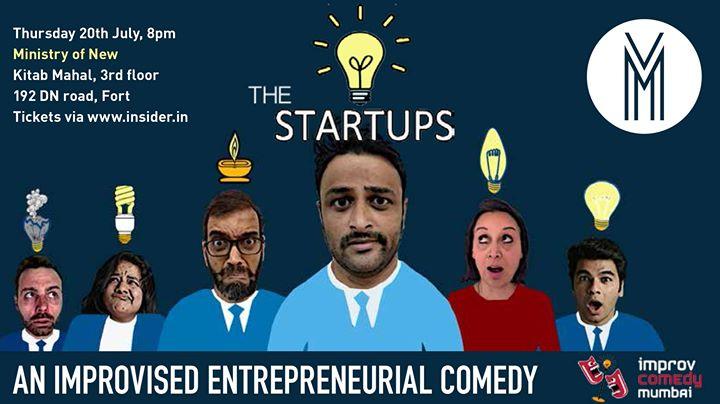 Thursday 20th July, 8pm
Ministry of New
Kitab Mahal, 3rd floor
192 DN road, Fort
Tickets via www.insider.in
THE
STARTUPS
M
AN IMPROVISED ENTREPRENEURIAL COMEDY
improv
comedy
mumbai